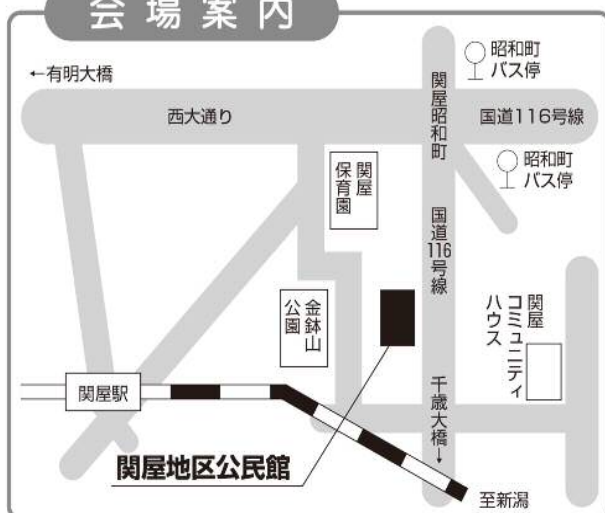 会場案内
←有明大橋
西大通り
関屋昭和町
昭和町
バス停
国道116号線
昭和町
バス停
関屋
保育園
国道
116
号線
金鉢山
公園
関屋
コミュニティ
ハウス
関屋駅
千歳大橋→
関屋地区公民館
至新潟